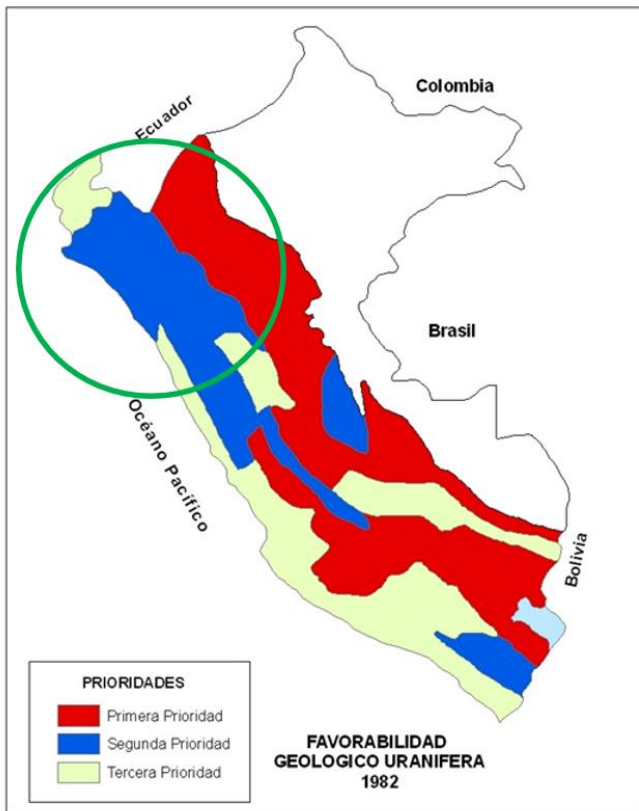 Colombia
Ecuador
Brasil
Océano Pacífico
Bolivia
PRIORIDADES
Primera Prioridad
Segunda Prioridad
Tercera Prioridad
FAVORABILIDAD
GEOLOGICO URANIFERA
1982